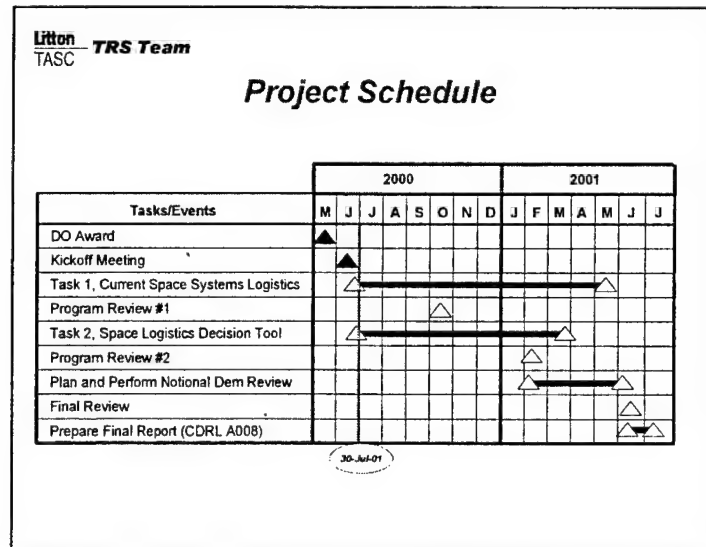 Litton
TASC
TRS Team
Project Schedule
2000 2001
Tasks/Events M J J A S O N D J F M A M J J
DO Award
Kickoff Meeting
Task 1, Current Space Systems Logistics
Program Review #1
Task 2, Space Logistics Decision Tool
Program Review #2
Plan and Perform Notional Dem Review
Final Review
Prepare Final Report (CDRL A008)
30-Jul-01